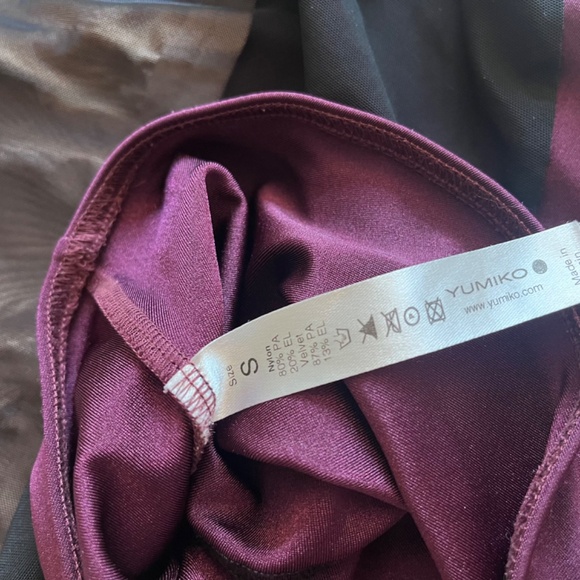 Size
S
Nylon
80% PA
20% EL
Velvet
87% PA
13% EL
YUMIKO
www.yumiko.com
Made in